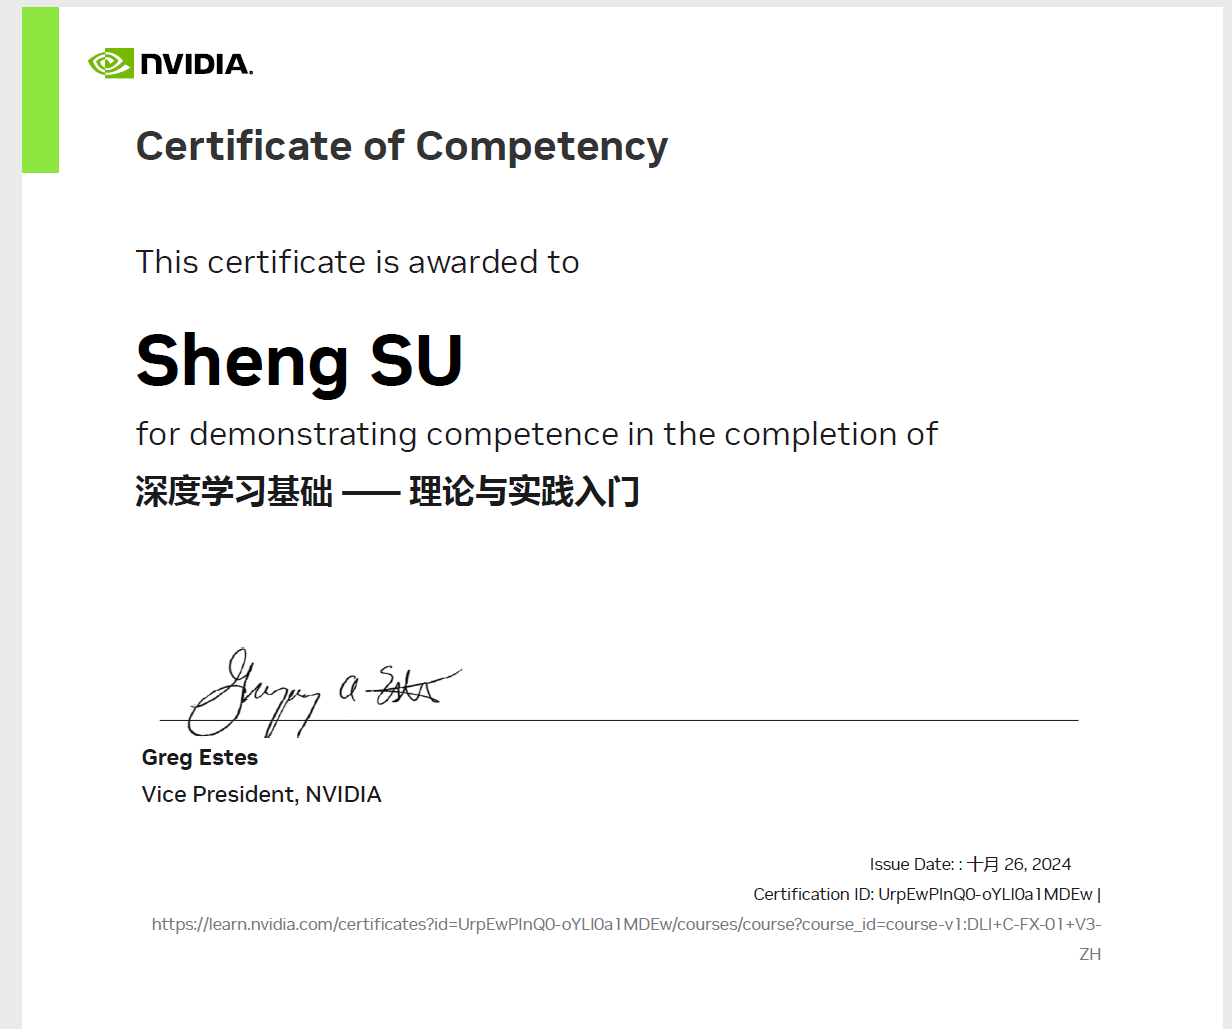 NVIDIA.
Certificate of Competency
This certificate is awarded to
Sheng SU
for demonstrating competence in the completion of
深度学习基础 —— 理论与实践入门
Greg Estes
Vice President, NVIDIA
Issue Date: : 十月 26, 2024
Certification ID: UrpEwPInQ0-oYLI0a1MDEw |
https://learn.nvidia.com/certificates?id=UrpEwPInQ0-oYLI0a1MDEw/courses/course?course_id=course-v1:DLI+C-FX-01+V3-
ZH